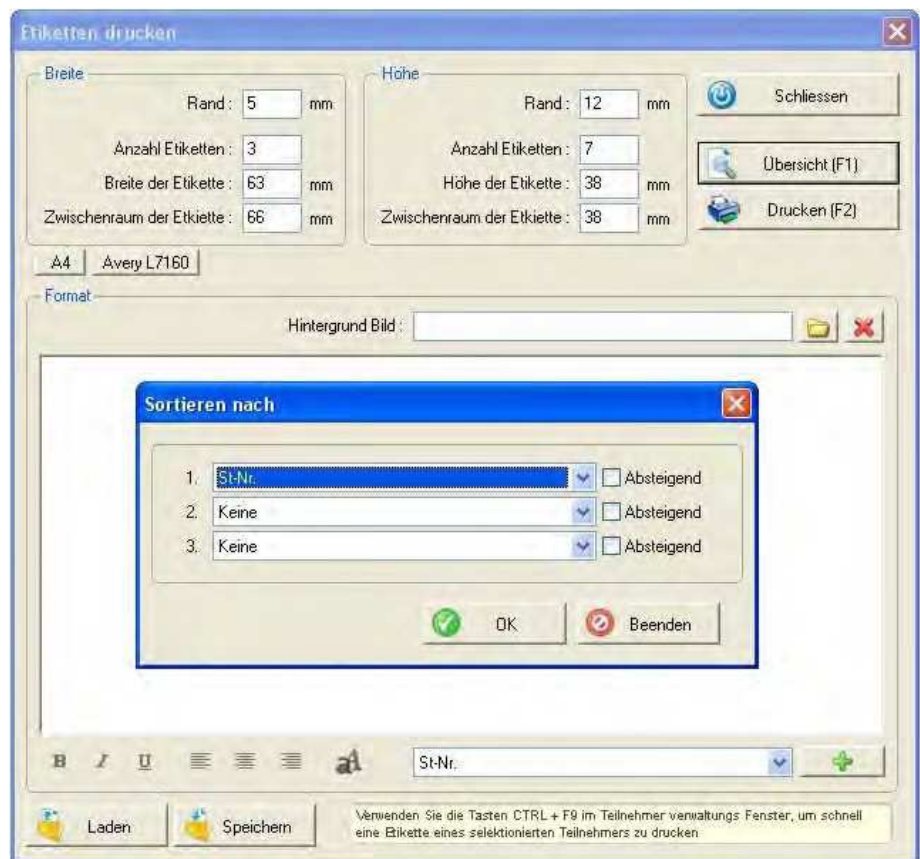 Etiketten drucken
Breite
Rand : 5 mm
Anzahl Etiketten : 3
Breite der Etikette : 63 mm
Zwischenraum der Etkiette : 66 mm
Höhe
Rand : 12 mm
Anzahl Etiketten : 7
Höhe der Etikette : 38 mm
Zwischenraum der Etkiette : 38 mm
Schliessen
Übersicht (F1)
Drucken (F2)
A4 Avery L7160
Format
Hintergrund Bild :
Sortieren nach
1. St-Nr. Absteigend
2. Keine Absteigend
3. Keine Absteigend
OK Beenden
B I U aA St-Nr.
Laden Speichern
Verwenden Sie die Tasten CTRL + F9 im Teilnehmer verwaltungs Fenster, um schnell
eine Etikette eines selektionierten Teilnehmers zu drucken